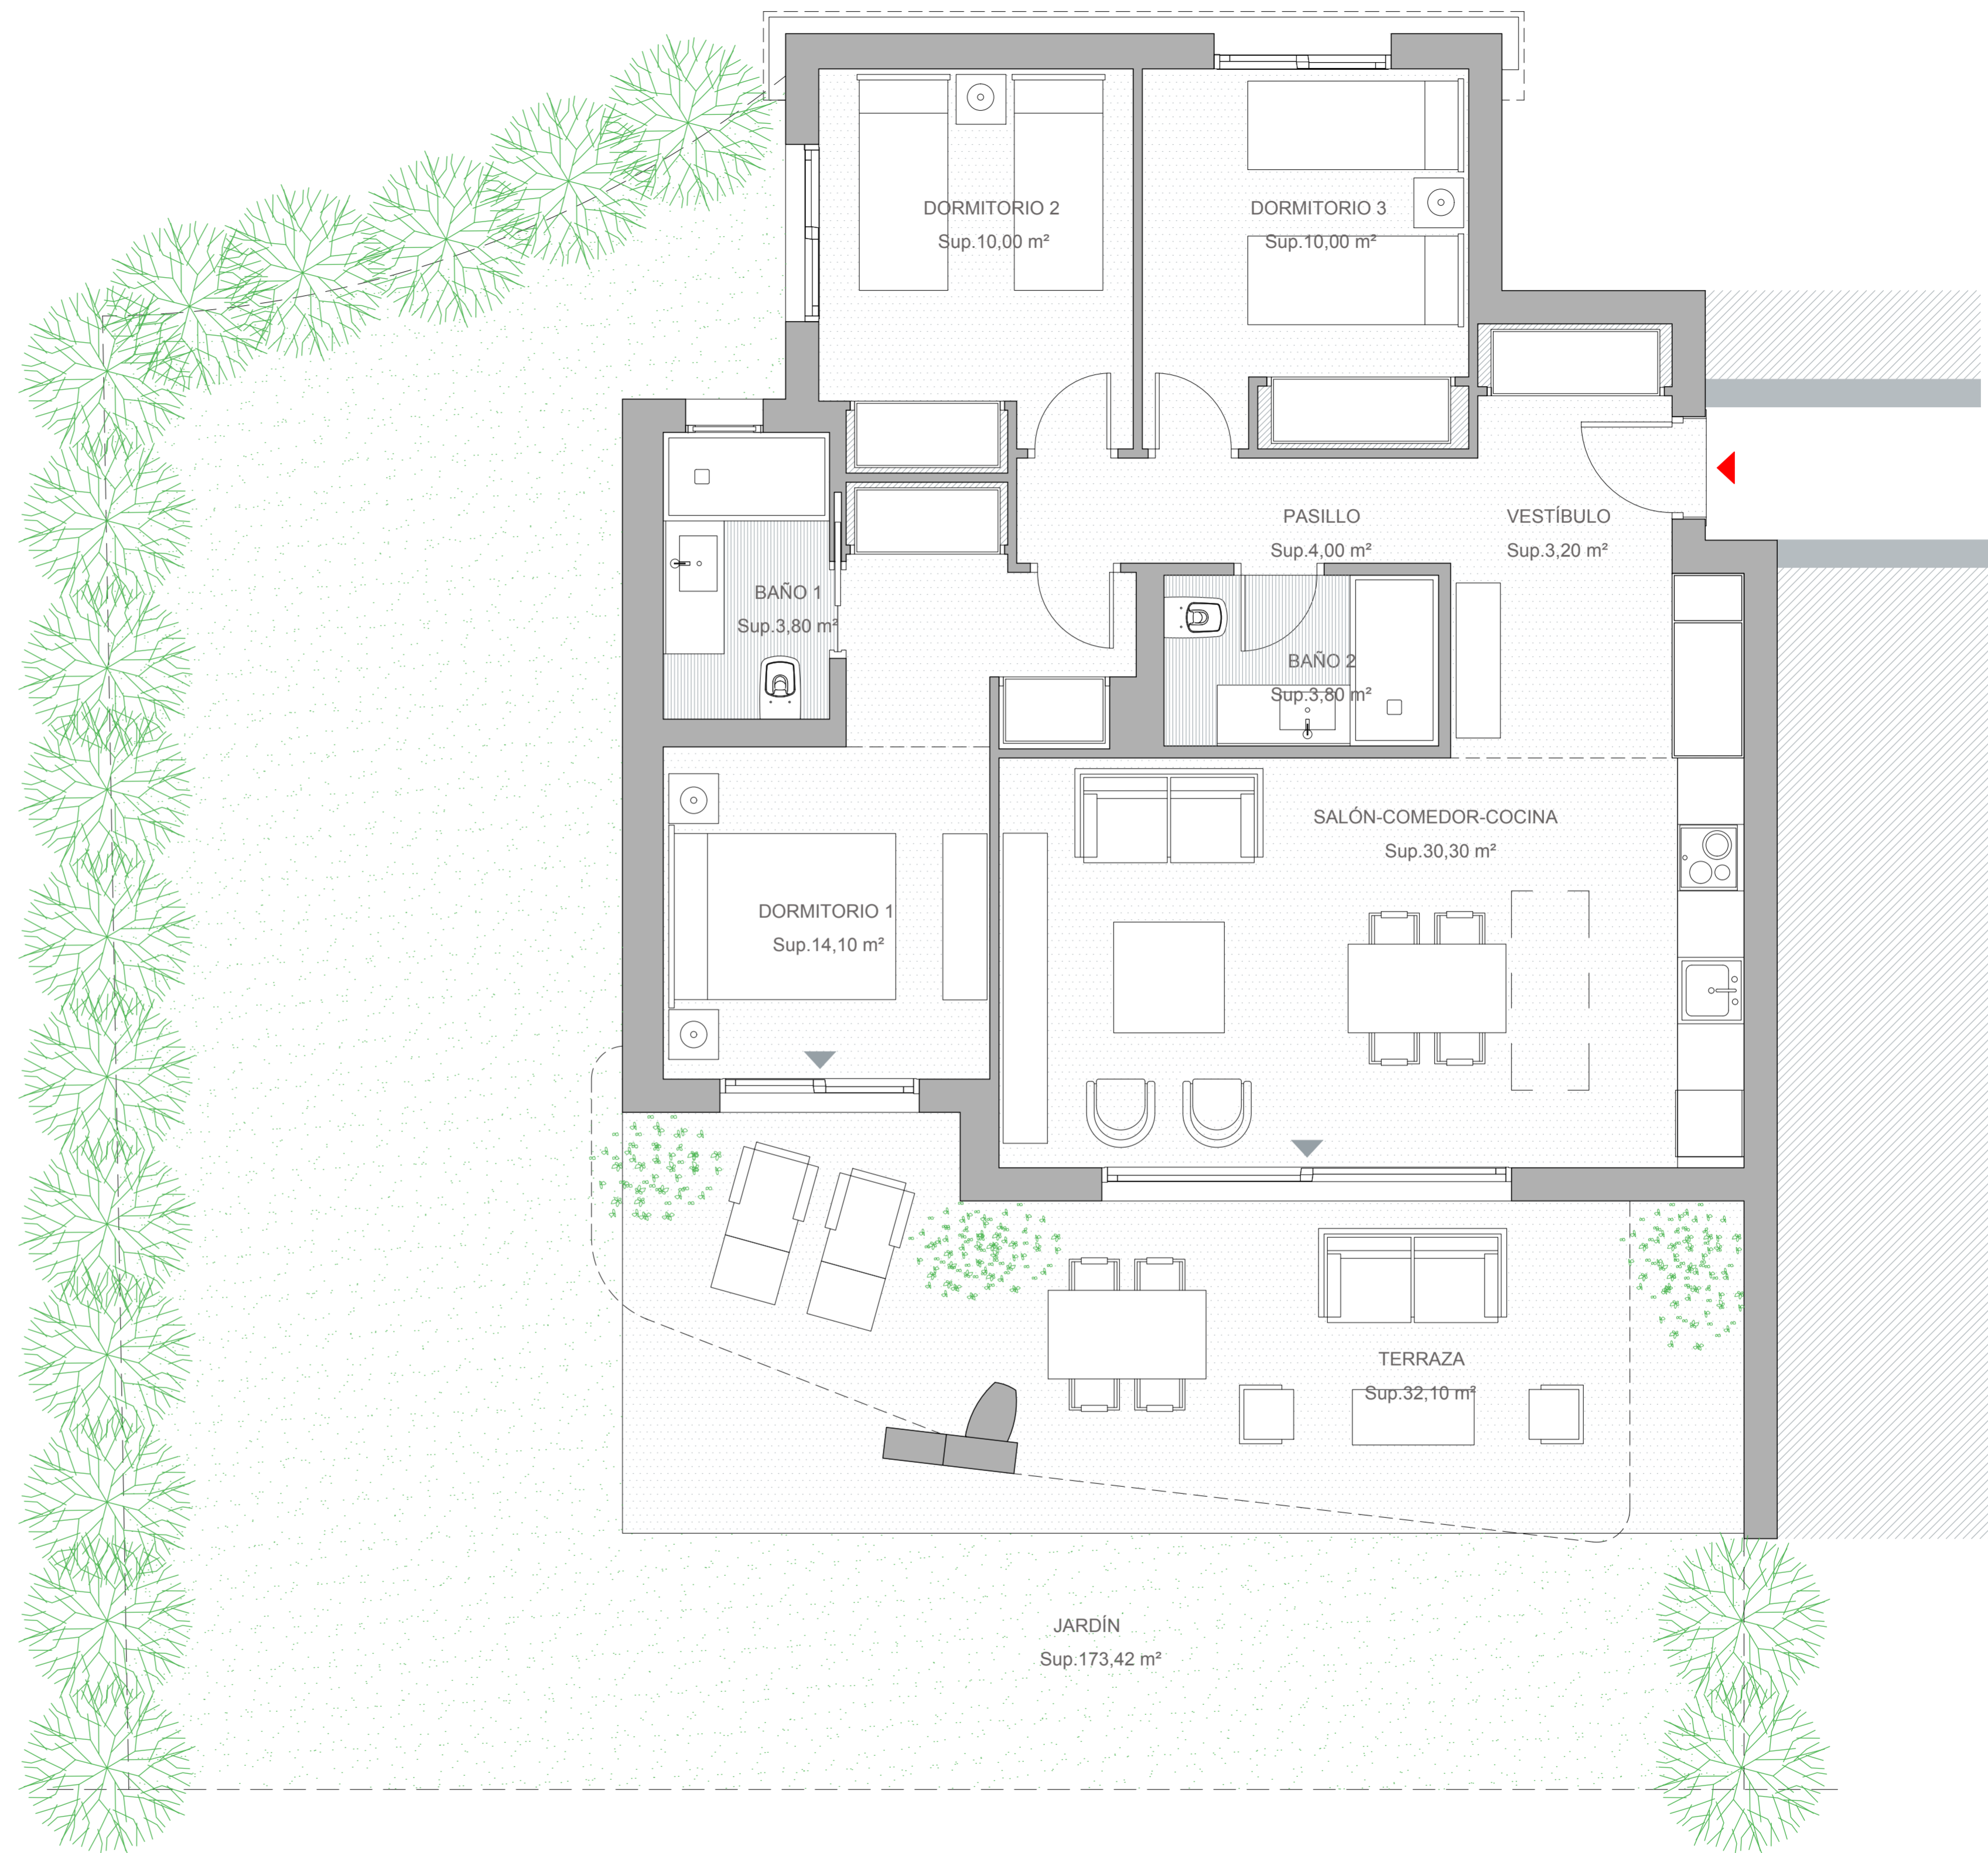 DORMITORIO 2
Sup.10,00 m²
DORMITORIO 3
Sup.10,00 m²
PASILLO
Sup.4,00 m²
VESTÍBULO
Sup.3,20 m²
BAÑO 1
Sup.3,80 m²
BAÑO 2
Sup.3,80 m²
SALÓN-COMEDOR-COCINA
Sup.30,30 m²
DORMITORIO 1
Sup.14,10 m²
TERRAZA
Sup.32,10 m²
JARDÍN
Sup.173,42 m²